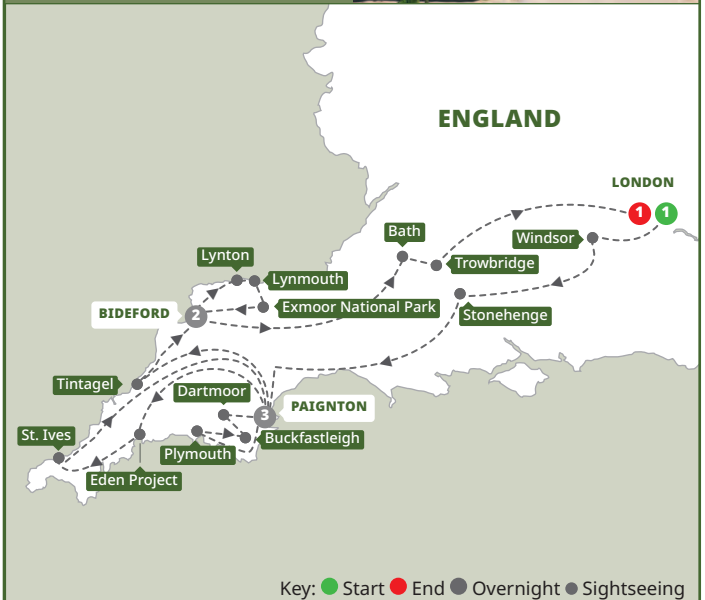 ENGLAND
LONDON
1
1
Bath
Windsor
Trowbridge
Lynton
Lynmouth
Exmoor National Park
BIDEFORD
2
Stonehenge
Tintagel
Dartmoor
PAIGNTON
3
St. Ives
Buckfastleigh
Plymouth
Eden Project
Key: Start End Overnight Sightseeing